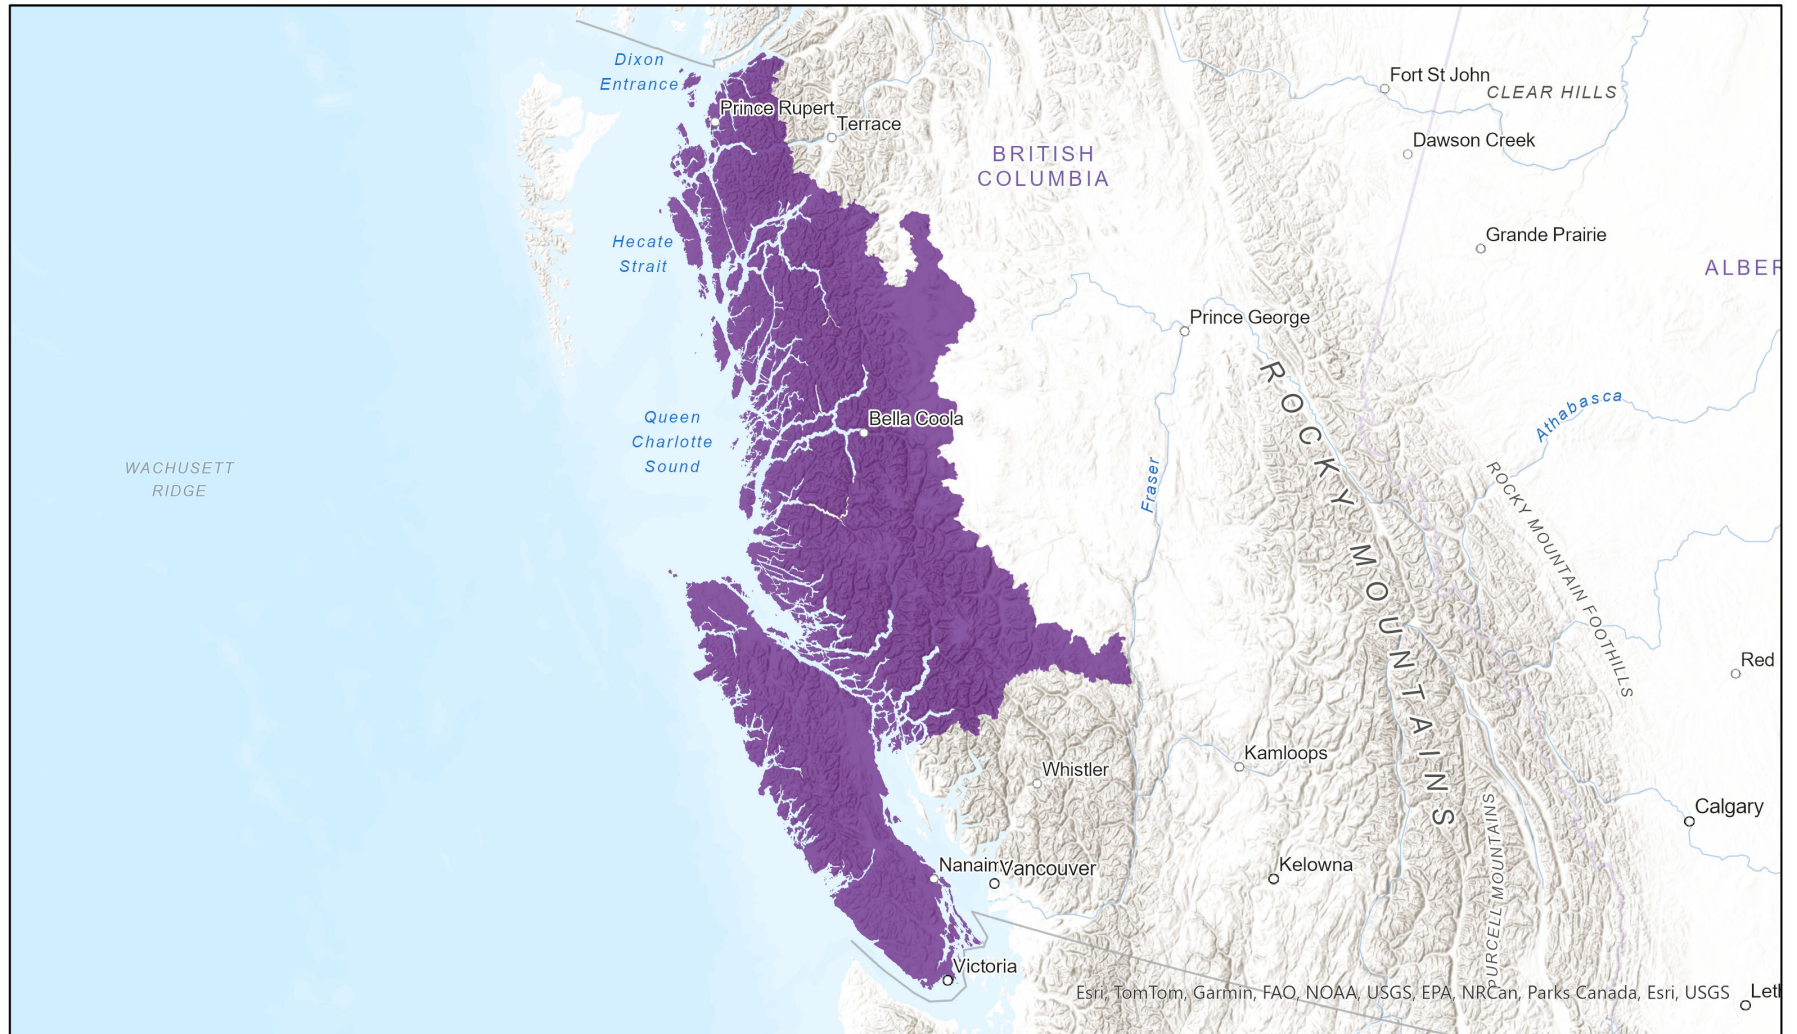 Dixon
Entrance
Prince Rupert
Terrace
Fort St John
CLEAR HILLS
Dawson Creek
BRITISH
COLUMBIA
Grande Prairie
ALBER
Hecate
Strait
Prince George
ROCKY MOUNTAINS
Athabasca
Queen
Charlotte
Sound
Bella Coola
WACHUSETT
RIDGE
Fraser
ROCKY MOUNTAIN FOOTHILLS
Red
Kamloops
Whistler
PURCELL MOUNTAINS
Calgary
Nanaim
Vancouver
Kelowna
Victoria
Esri, TomTom, Garmin, FAO, NOAA, USGS, EPA, NRCan, Parks Canada, Esri, USGS
Leth